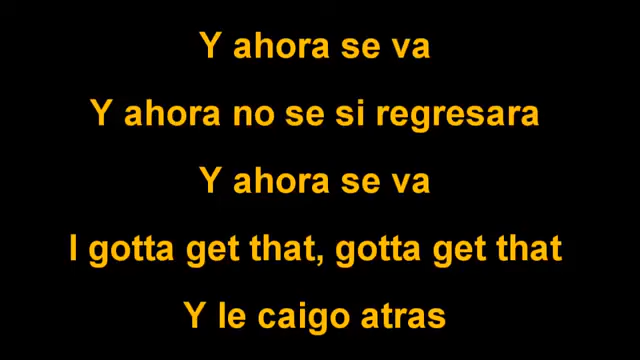 Y ahora se va
Y ahora no se si regresara
Y ahora se va
I gotta get that, gotta get that
Y le caigo atras